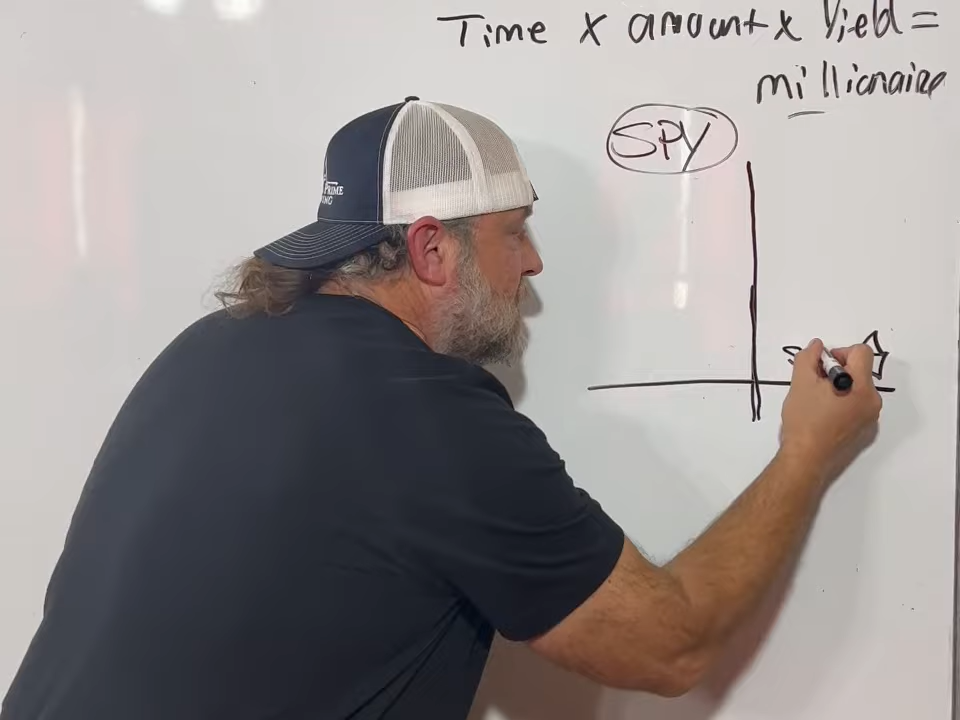 Time x amount x Yield =
millionaire
SPY